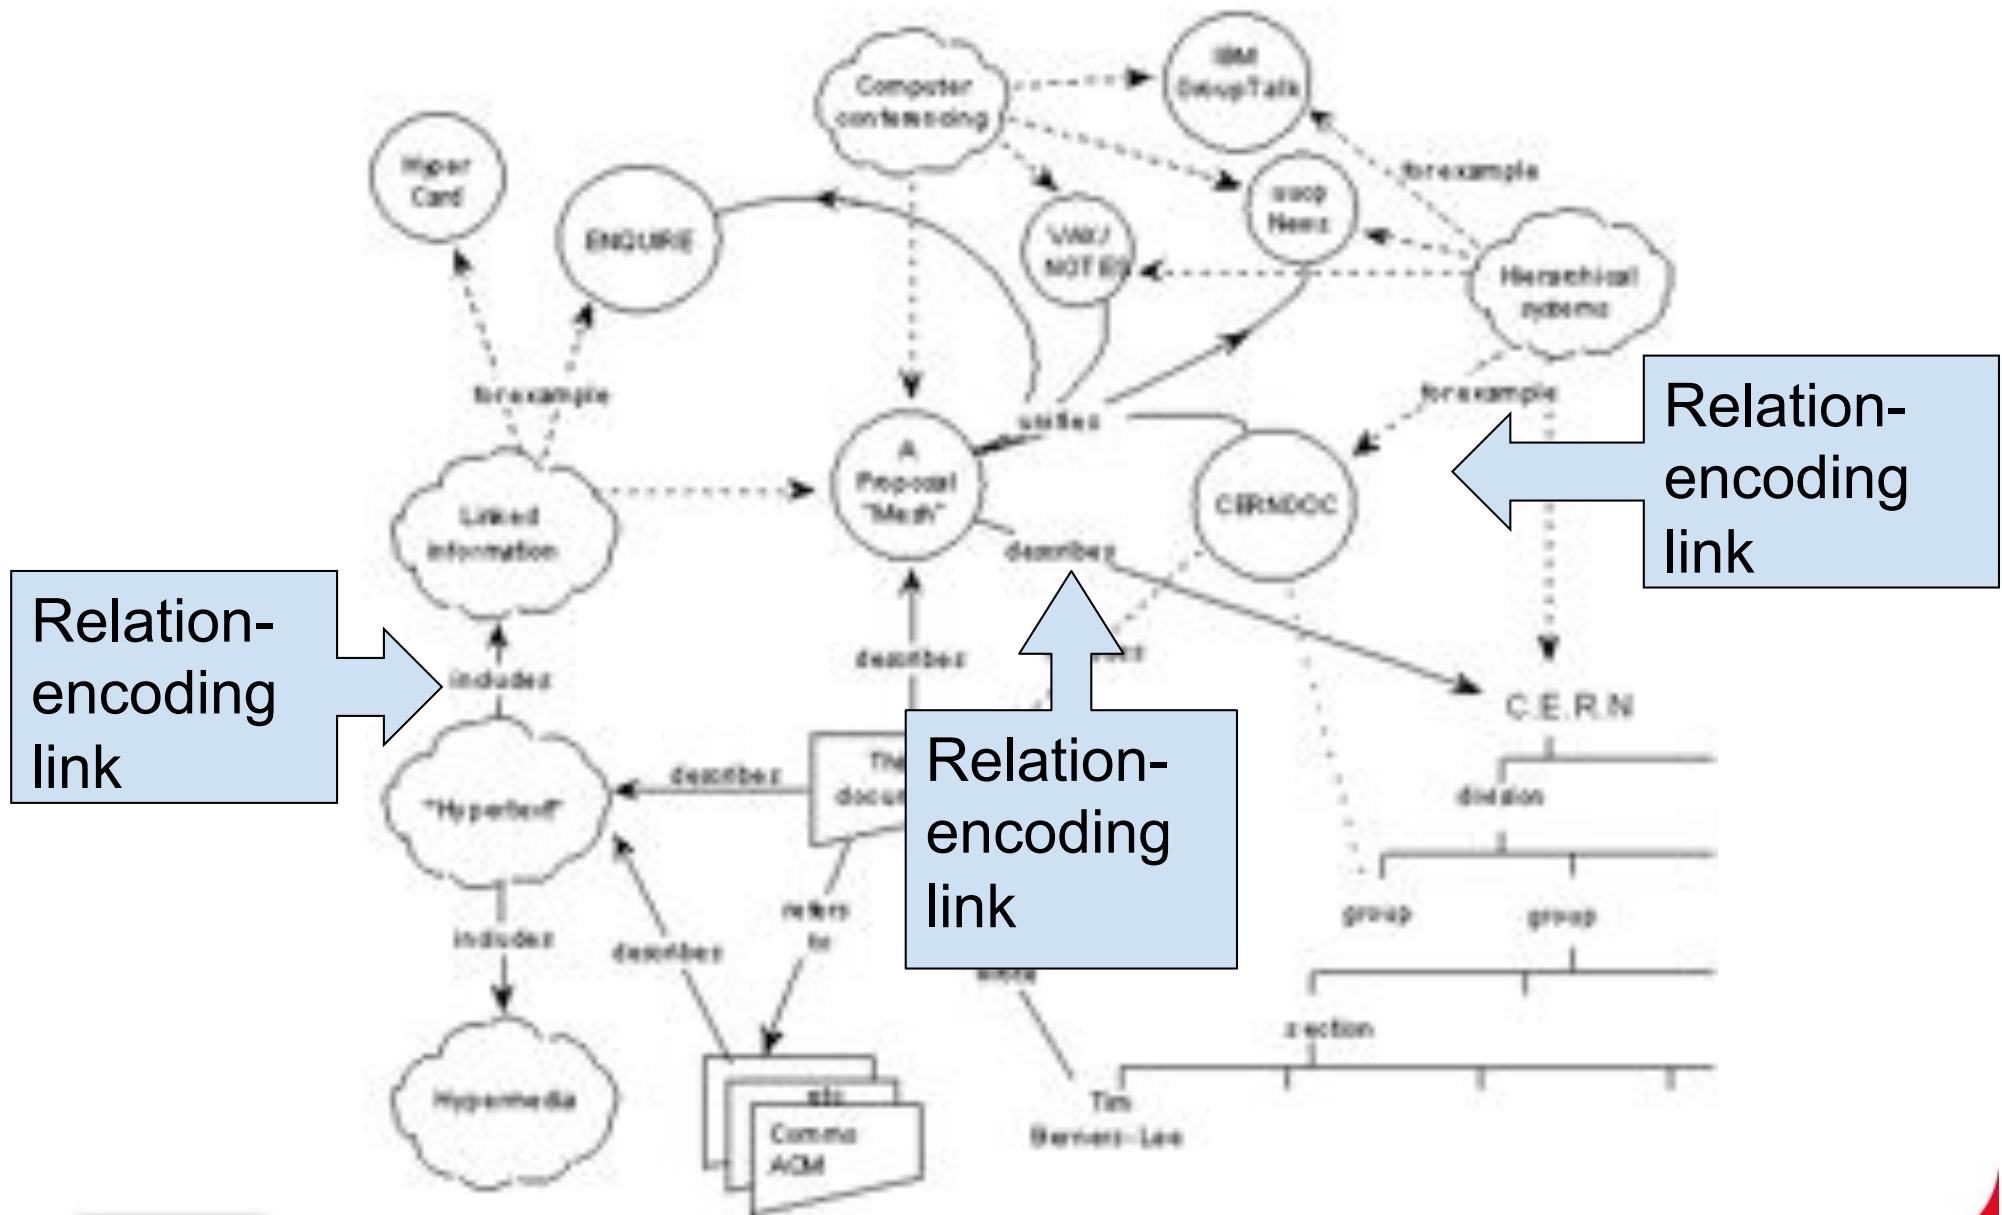 IBM
GroupTalk
Computer
conferencing
Hyper
Card
for example
uucp
News
ENQUIRE
VAX/
NOTES
Hierarchical
systems
for example
for example
unifies
A
Proposal
"Mesh"
CERNDOC
Linked
information
describes
Relation-
encoding
link
Relation-
encoding
link
describes
includes
C.E.R.N
Relation-
encoding
link
describes
"Hypertext"
division
group
group
refers
to
includes
describes
section
Hypermedia
etc
Tim
Berners-Lee
Comms
ACM